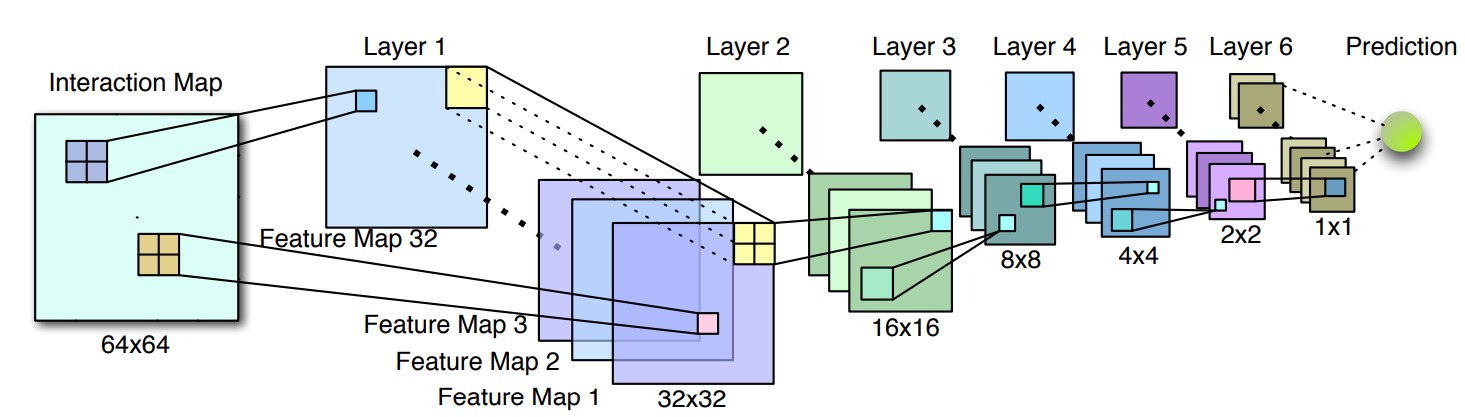 Layer 1
Layer 2
Layer 3
Layer 4
Layer 5
Layer 6
Prediction
Interaction Map
Feature Map 32
8x8
4x4
2x2
1x1
Feature Map 3
16x16
64x64
Feature Map 2
Feature Map 1
32x32